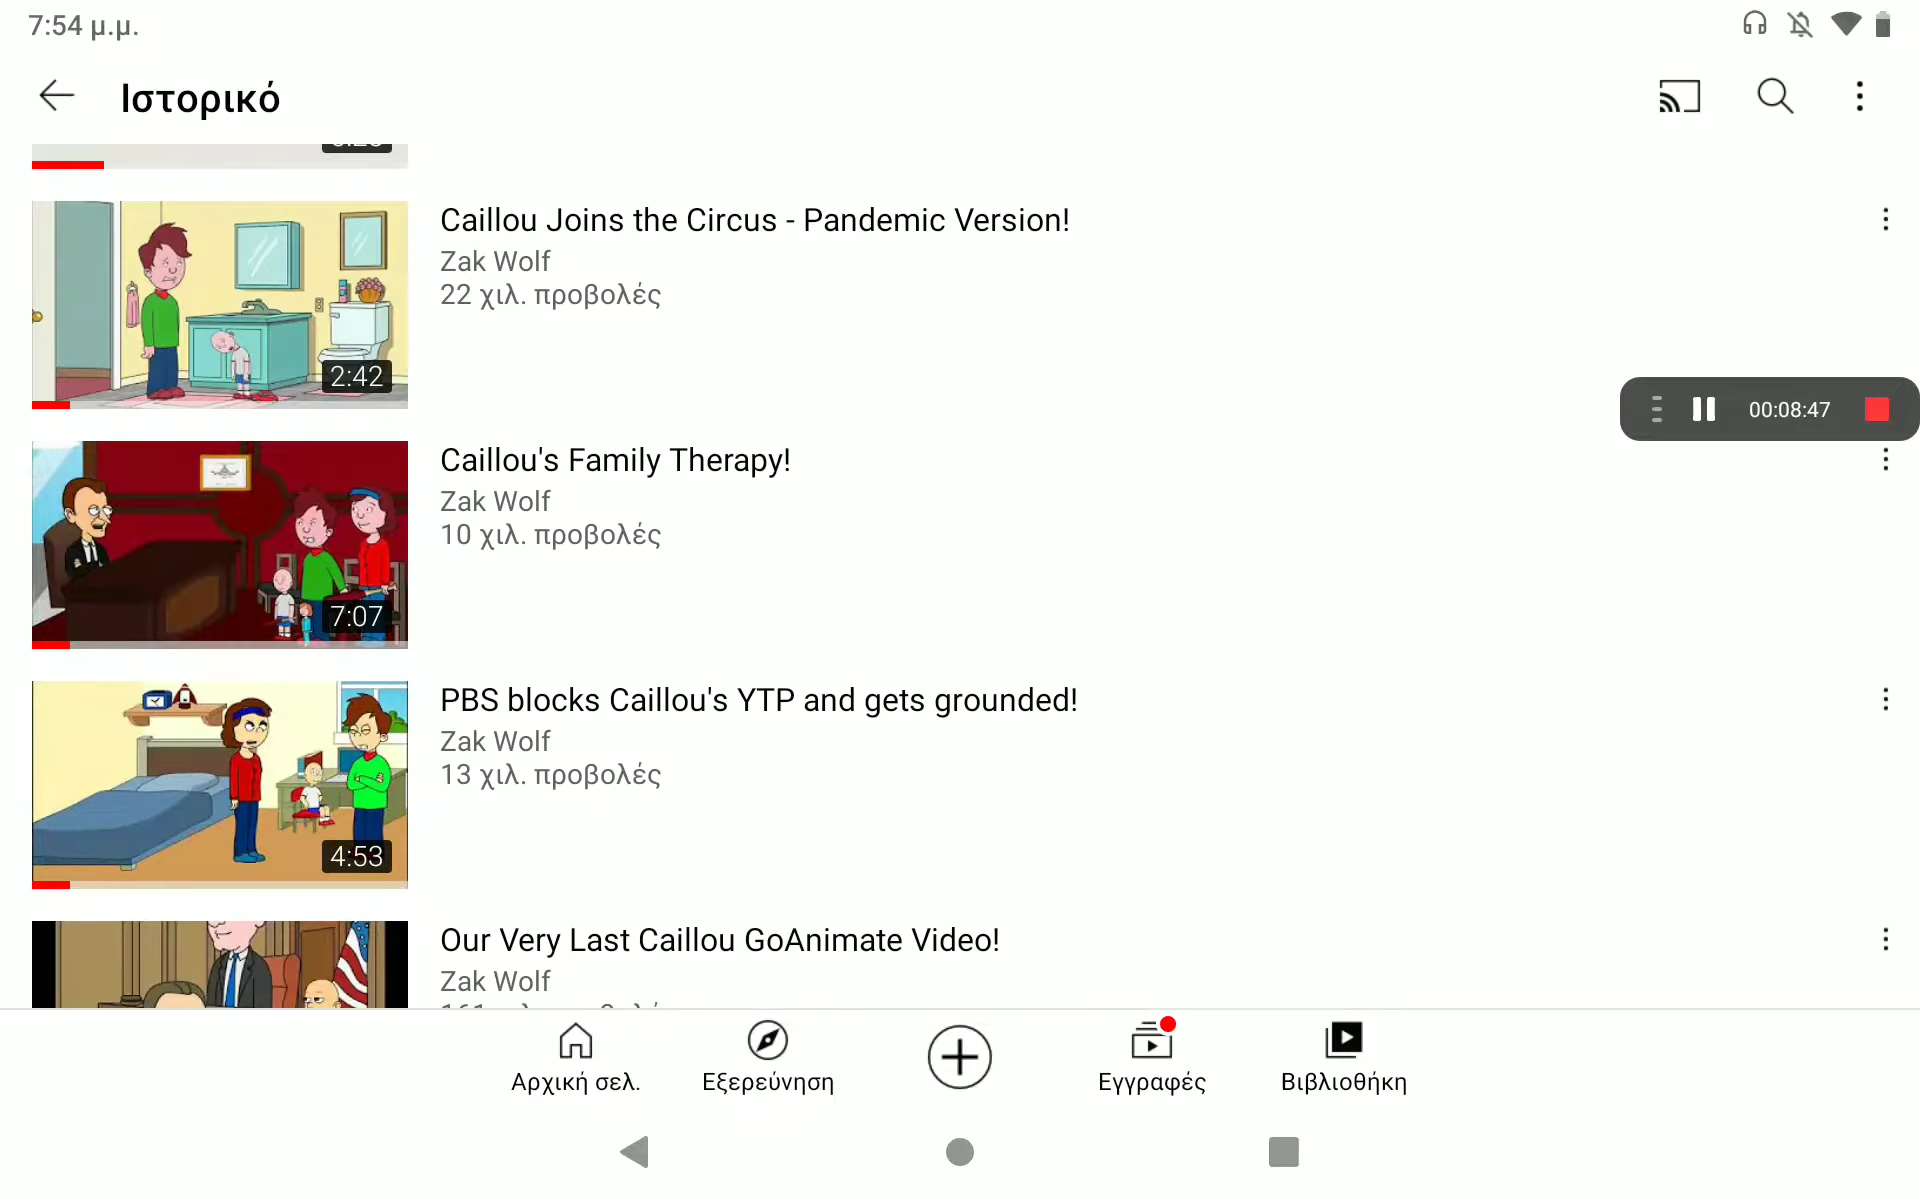 7:54 μ.μ.
Ιστορικό
Caillou Joins the Circus - Pandemic Version!
Zak Wolf
22 χιλ. προβολές
2:42
00:08:47
Caillou's Family Therapy!
Zak Wolf
10 χιλ. προβολές
7:07
PBS blocks Caillou's YTP and gets grounded!
Zak Wolf
13 χιλ. προβολές
4:53
Our Very Last Caillou GoAnimate Video!
Zak Wolf
Αρχική σελ.
Εξερεύνηση
Εγγραφές
Βιβλιοθήκη